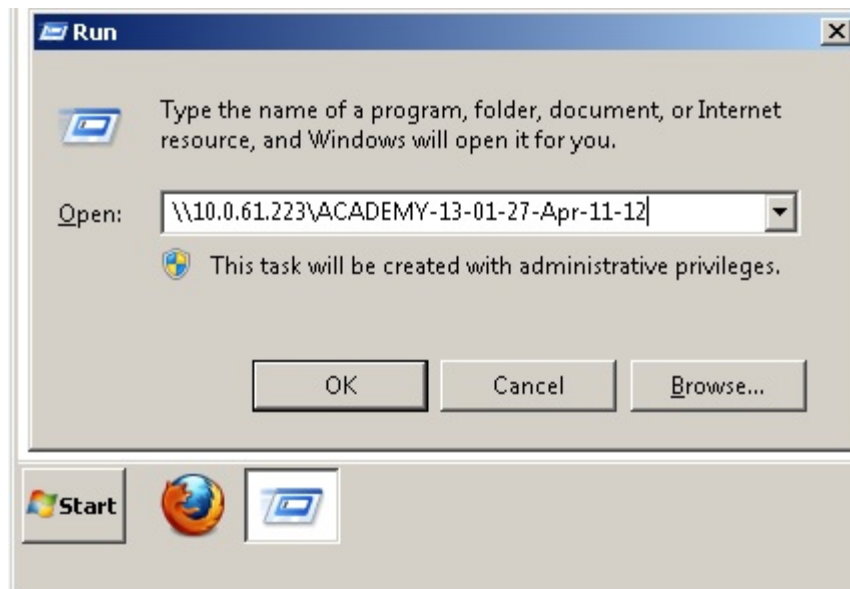 Run
Type the name of a program, folder, document, or Internet
resource, and Windows will open it for you.
Open: \\10.0.61.223\ACADEMY-13-01-27-Apr-11-12
This task will be created with administrative privileges.
OK Cancel Browse...
Start